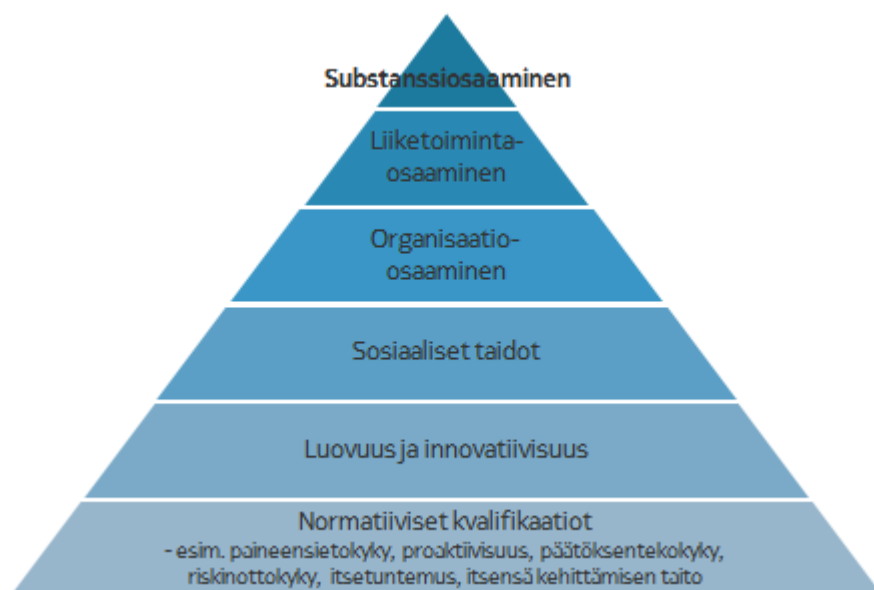 Substanssiosaaminen
Liiketoiminta-
osaaminen
Organisaatio-
osaaminen
Sosiaaliset taidot
Luovuus ja innovatiivisuus
Normatiiviset kvalifikaatiot
- esim. paineensietokyky, proaktiivisuus, päätöksentekokyky,
riskinottokyky, itsetuntemus, itsensä kehittämisen taito